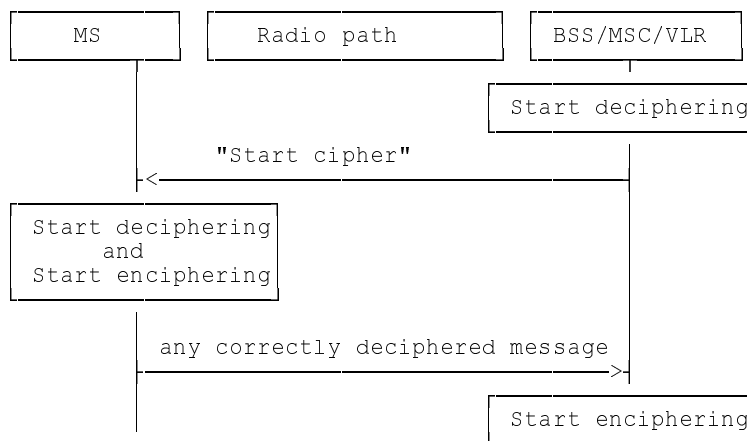 MS
Radio path
BSS/MSC/VLR
Start deciphering
"Start cipher"
Start deciphering
and
Start enciphering
any correctly deciphered message
Start enciphering